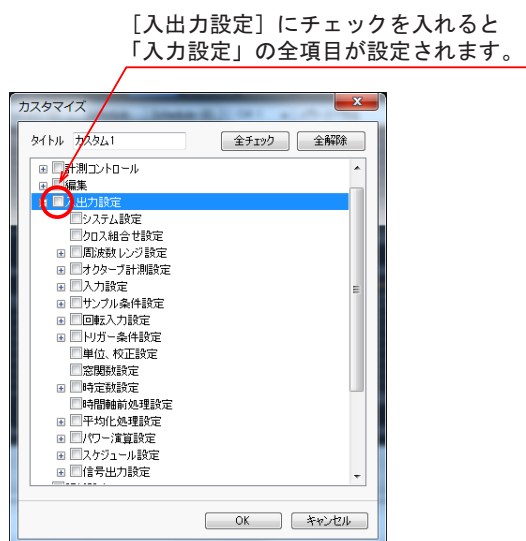 ［入出力設定］にチェックを入れると
「入力設定」の全項目が設定されます。
カスタマイズ
タイトル カスタム1 全チェック 全解除
計測コントロール
編集
入出力設定
システム設定
クロス組合せ設定
周波数レンジ設定
オクターブ計測設定
入力設定
サンプル条件設定
回転入力設定
トリガー条件設定
単位、校正設定
窓関数設定
時定数設定
時間軸前処理設定
平均化処理設定
パワー演算設定
スケジュール設定
信号出力設定
OK キャンセル